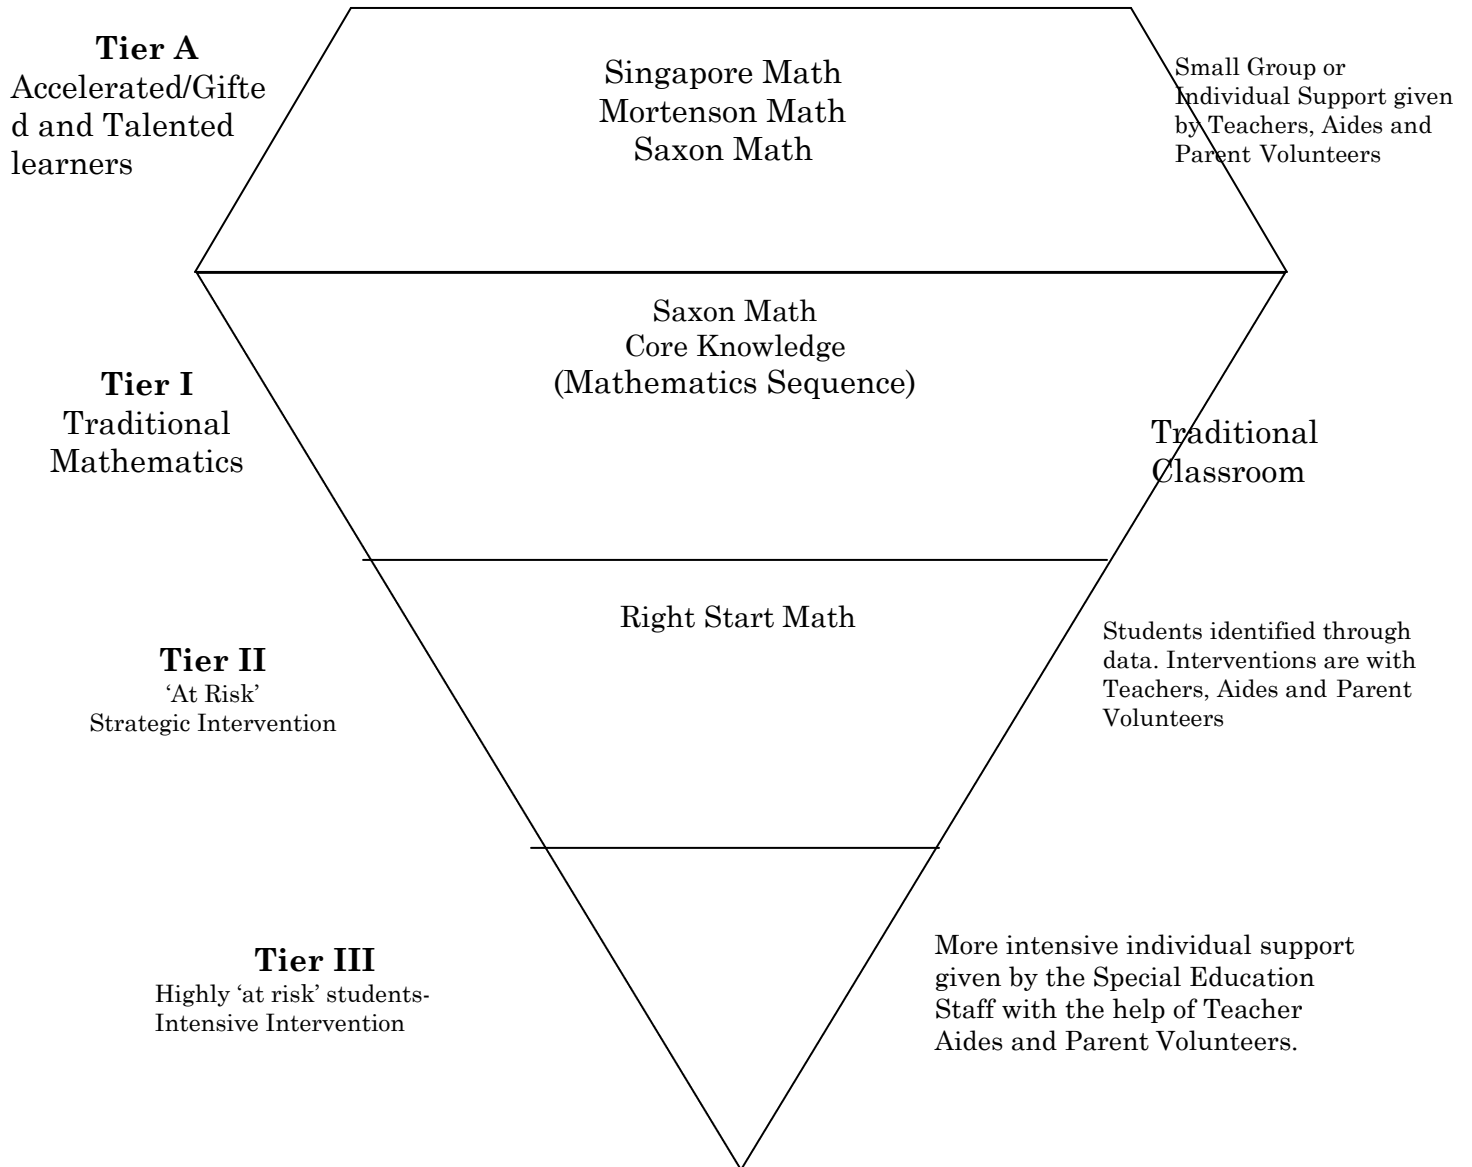 Tier A
Accelerated/Gifte
d and Talented
learners
Singapore Math
Mortenson Math
Saxon Math
Small Group or
Individual Support given
by Teachers, Aides and
Parent Volunteers
Tier I
Traditional
Mathematics
Saxon Math
Core Knowledge
(Mathematics Sequence)
Traditional
Classroom
Tier II
‘At Risk’
Strategic Intervention
Right Start Math
Students identified through
data. Interventions are with
Teachers, Aides and Parent
Volunteers
Tier III
Highly ‘at risk’ students-
Intensive Intervention
More intensive individual support
given by the Special Education
Staff with the help of Teacher
Aides and Parent Volunteers.